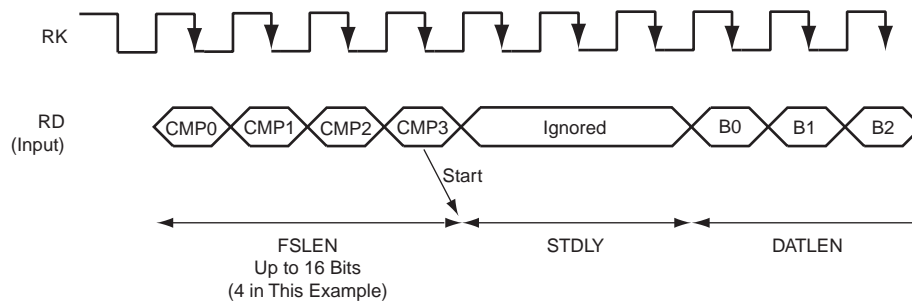 RK
RD
(Input)
CMP0 CMP1 CMP2 CMP3 Ignored B0 B1 B2
Start
FSLEN STDLY DATLEN
Up to 16 Bits
(4 in This Example)